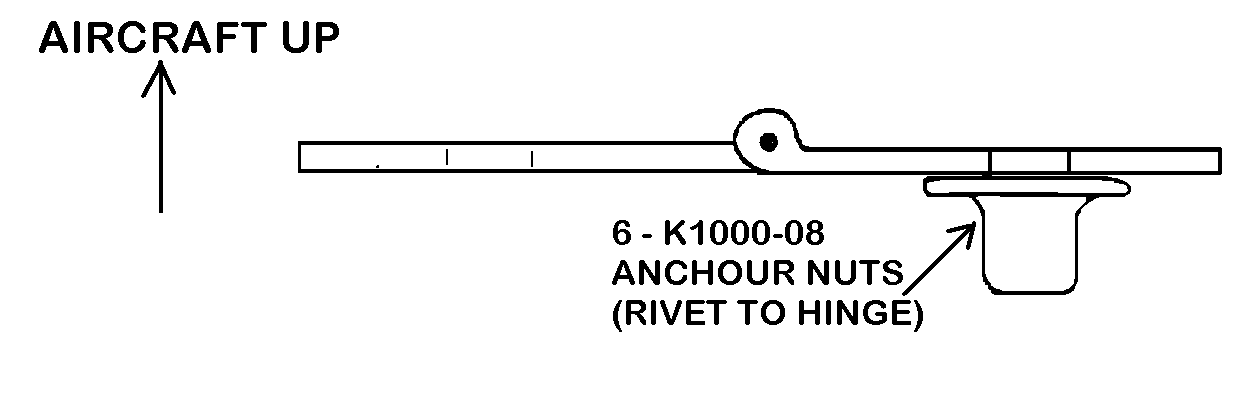 AIRCRAFT UP
6 - K1000-08
ANCHOUR NUTS
(RIVET TO HINGE)